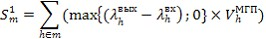 S_m^1 = ∑_{h∈m} (max{(λ_h^{вых} − λ_h^{вх}) ; 0} × V_h^{МГП})